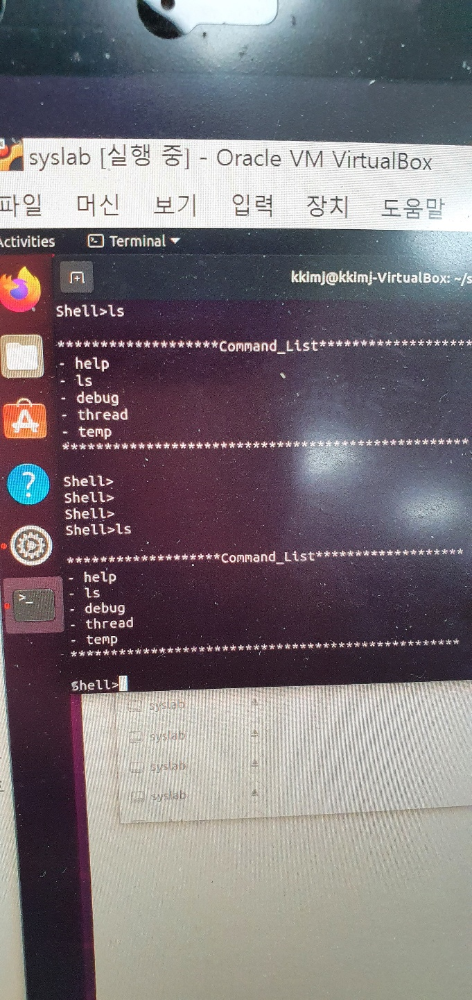 syslab [실행 중] - Oracle VM VirtualBox
파일 머신 보기 입력 장치 도움말
Activities Terminal
kkimj@kkimj-VirtualBox: ~/s
Shell>ls
*******************Command_List*******************
- help
- ls
- debug
- thread
- temp
**************************************************
Shell>
Shell>
Shell>
Shell>ls
*******************Command_List*******************
- help
- ls
- debug
- thread
- temp
**************************************************
Shell>
syslab
syslab
syslab
syslab